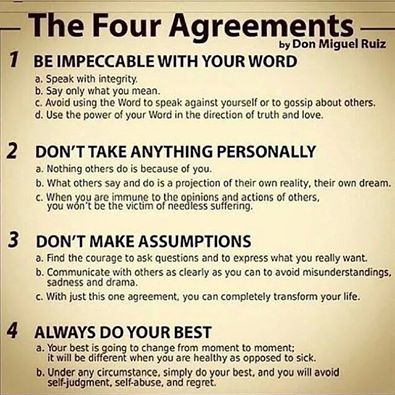 The Four Agreements
by Don Miguel Ruiz
1 BE IMPECCABLE WITH YOUR WORD
a. Speak with integrity.
b. Say only what you mean.
c. Avoid using the Word to speak against yourself or to gossip about others.
d. Use the power of your Word in the direction of truth and love.
2 DON'T TAKE ANYTHING PERSONALLY
a. Nothing others do is because of you.
b. What others say and do is a projection of their own reality, their own dream.
c. When you are immune to the opinions and actions of others,
you won't be the victim of needless suffering.
3 DON'T MAKE ASSUMPTIONS
a. Find the courage to ask questions and to express what you really want.
b. Communicate with others as clearly as you can to avoid misunderstandings,
sadness and drama.
c. With just this one agreement, you can completely transform your life.
4 ALWAYS DO YOUR BEST
a. Your best is going to change from moment to moment;
it will be different when you are healthy as opposed to sick.
b. Under any circumstance, simply do your best, and you will avoid
self-judgment, self-abuse, and regret.